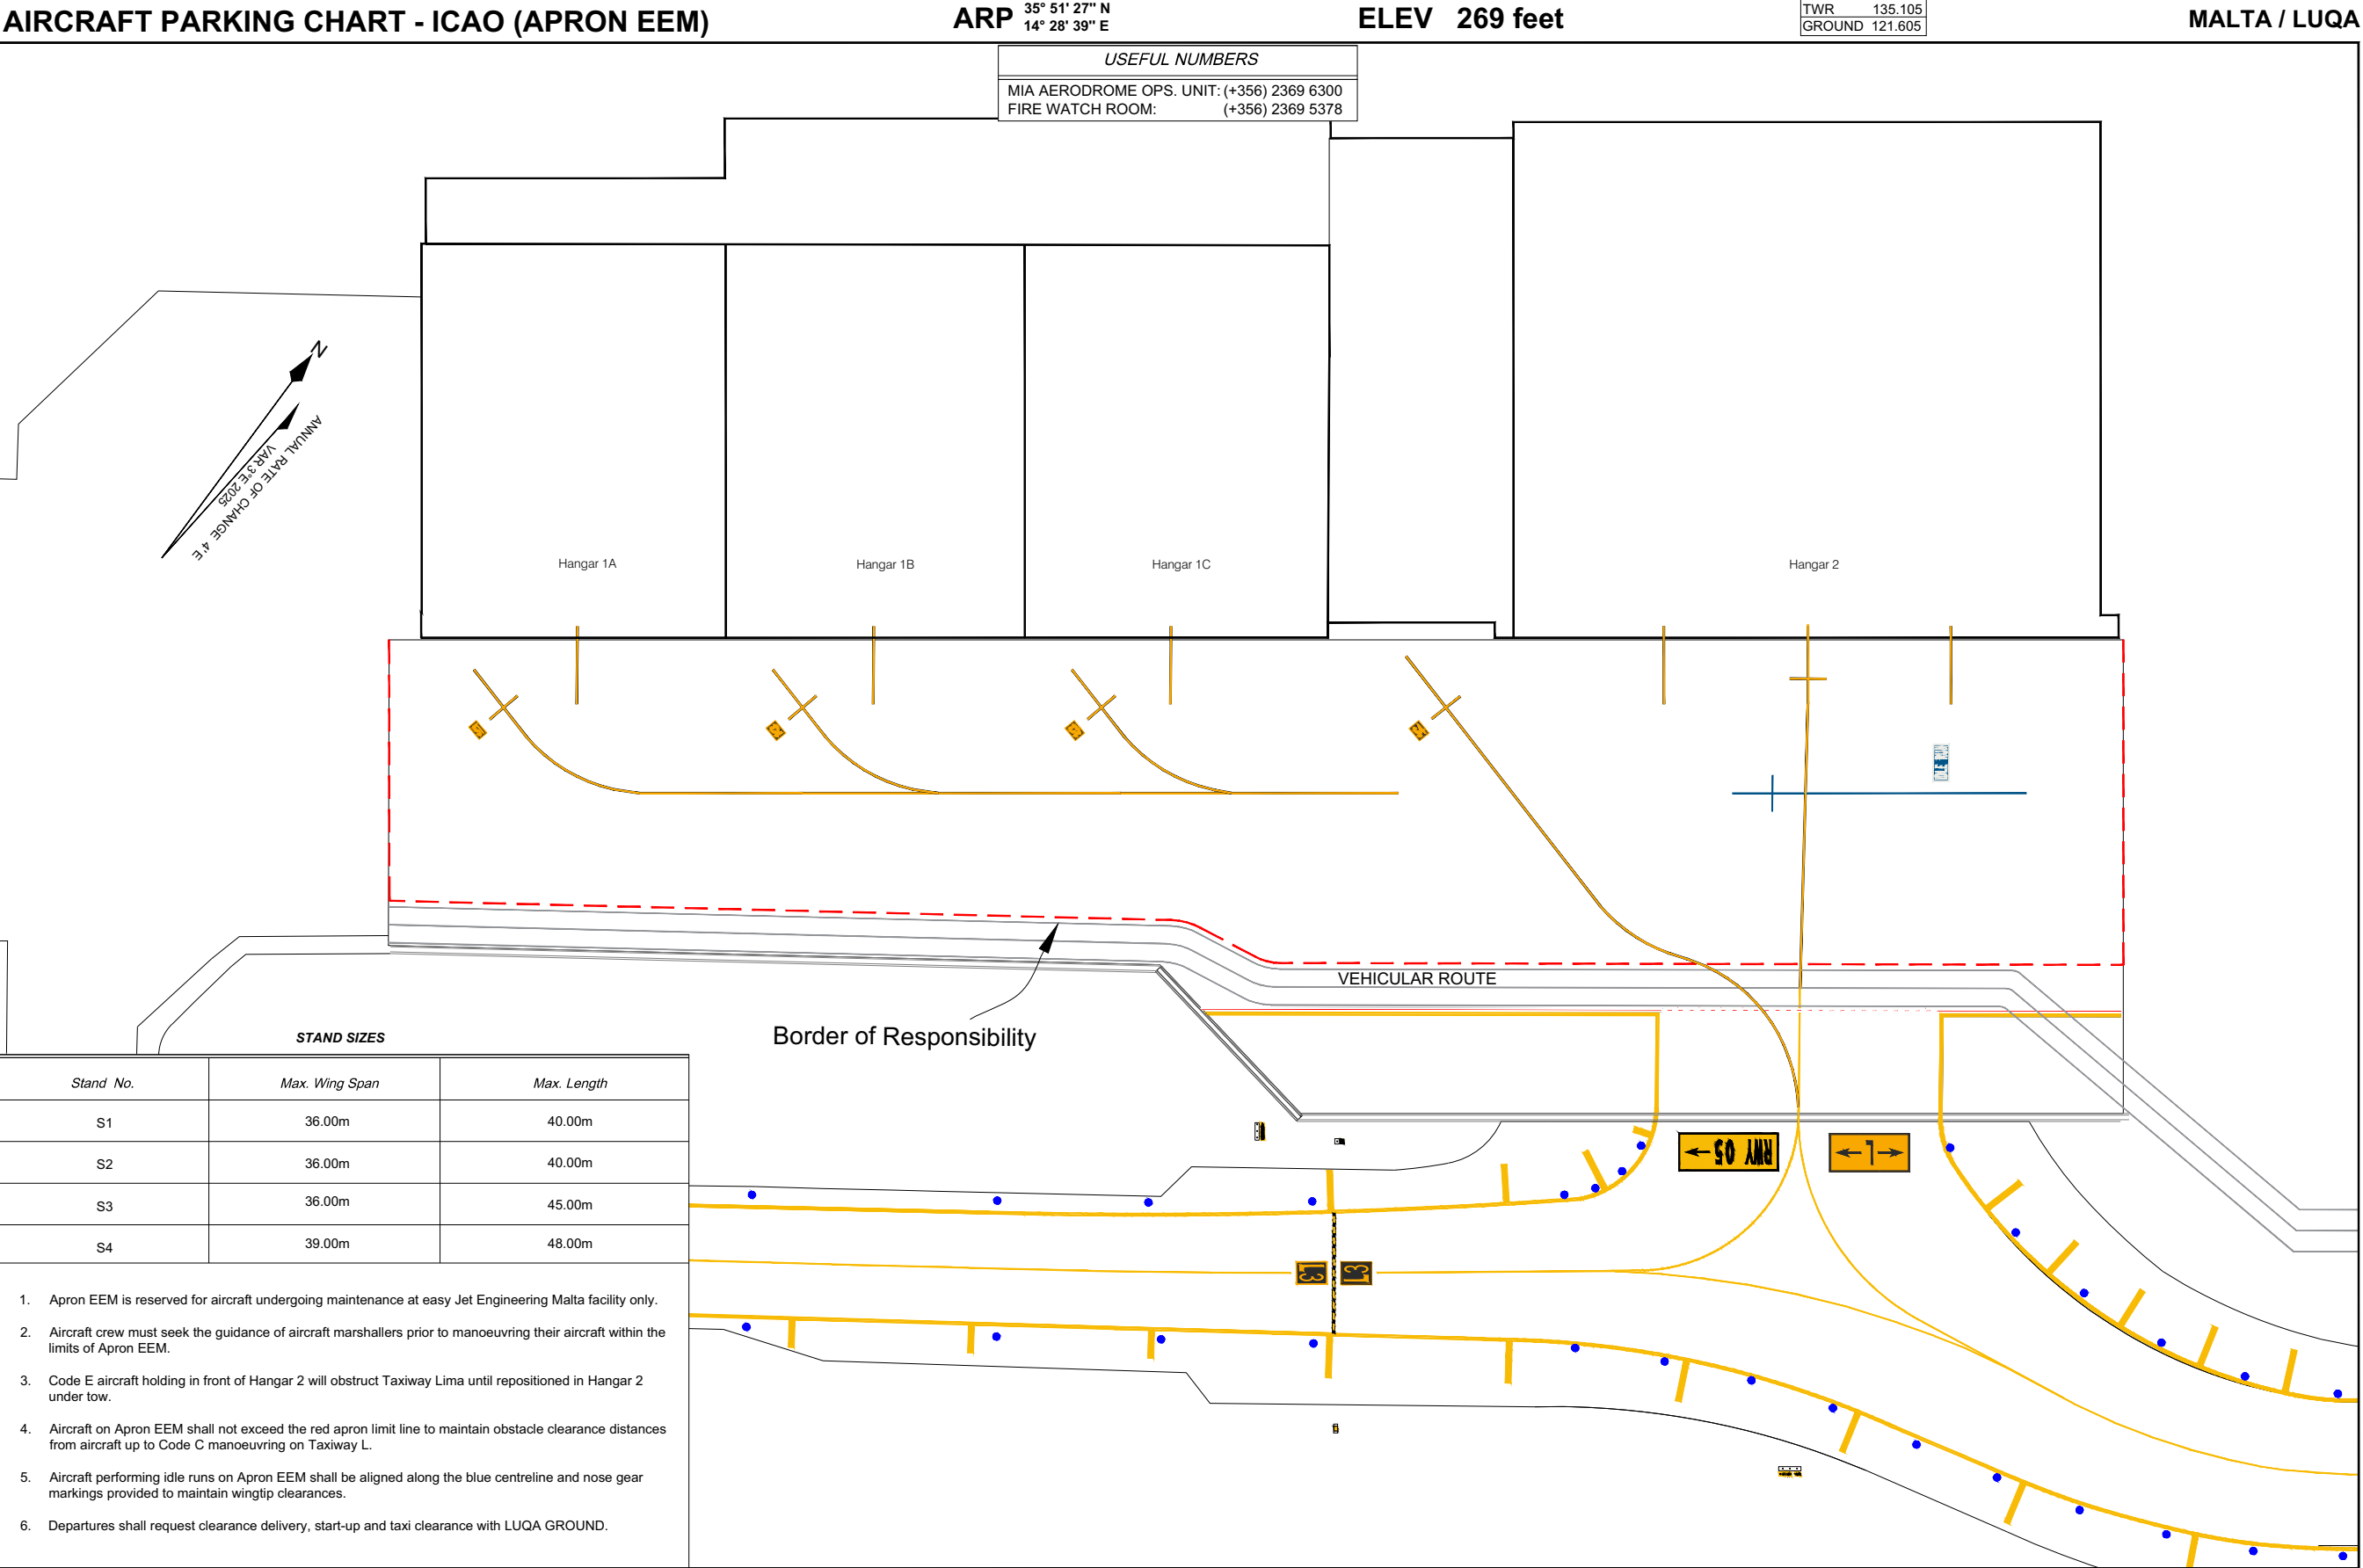 AIRCRAFT PARKING CHART - ICAO (APRON EEM)
ARP 35° 51' 27" N
14° 28' 39" E
ELEV 269 feet
TWR 135.105
GROUND 121.605
MALTA / LUQA
USEFUL NUMBERS
MIA AERODROME OPS. UNIT: (+356) 2369 6300
FIRE WATCH ROOM: (+356) 2369 5378
N
VAR 3°E 2025
ANNUAL RATE OF CHANGE 4'E
Hangar 1A
Hangar 1B
Hangar 1C
Hangar 2
VEHICULAR ROUTE
Border of Responsibility
RWY 05
←L→
STAND SIZES
Stand No. Max. Wing Span Max. Length
S1 36.00m 40.00m
S2 36.00m 40.00m
S3 36.00m 45.00m
S4 39.00m 48.00m
1. Apron EEM is reserved for aircraft undergoing maintenance at easy Jet Engineering Malta facility only.
2. Aircraft crew must seek the guidance of aircraft marshallers prior to manoeuvring their aircraft within the
limits of Apron EEM.
3. Code E aircraft holding in front of Hangar 2 will obstruct Taxiway Lima until repositioned in Hangar 2
under tow.
4. Aircraft on Apron EEM shall not exceed the red apron limit line to maintain obstacle clearance distances
from aircraft up to Code C manoeuvring on Taxiway L.
5. Aircraft performing idle runs on Apron EEM shall be aligned along the blue centreline and nose gear
markings provided to maintain wingtip clearances.
6. Departures shall request clearance delivery, start-up and taxi clearance with LUQA GROUND.